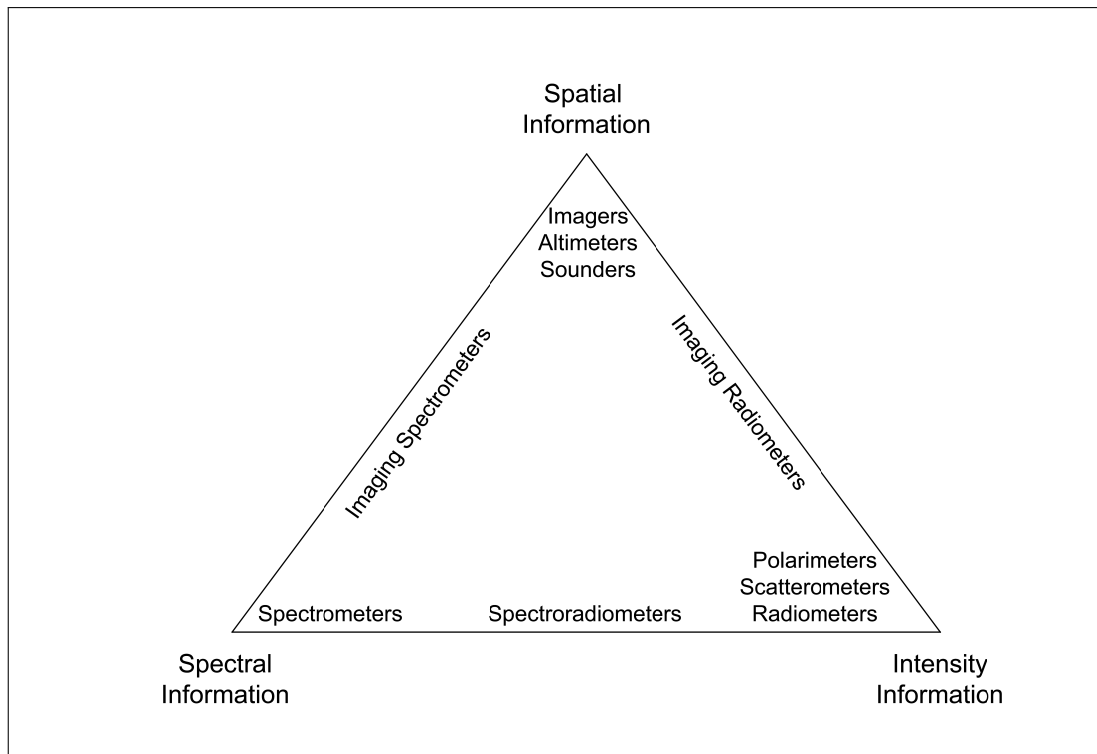 Spatial
Information
Imagers
Altimeters
Sounders
Imaging Spectrometers
Imaging Radiometers
Polarimeters
Scatterometers
Radiometers
Spectrometers
Spectroradiometers
Spectral
Information
Intensity
Information